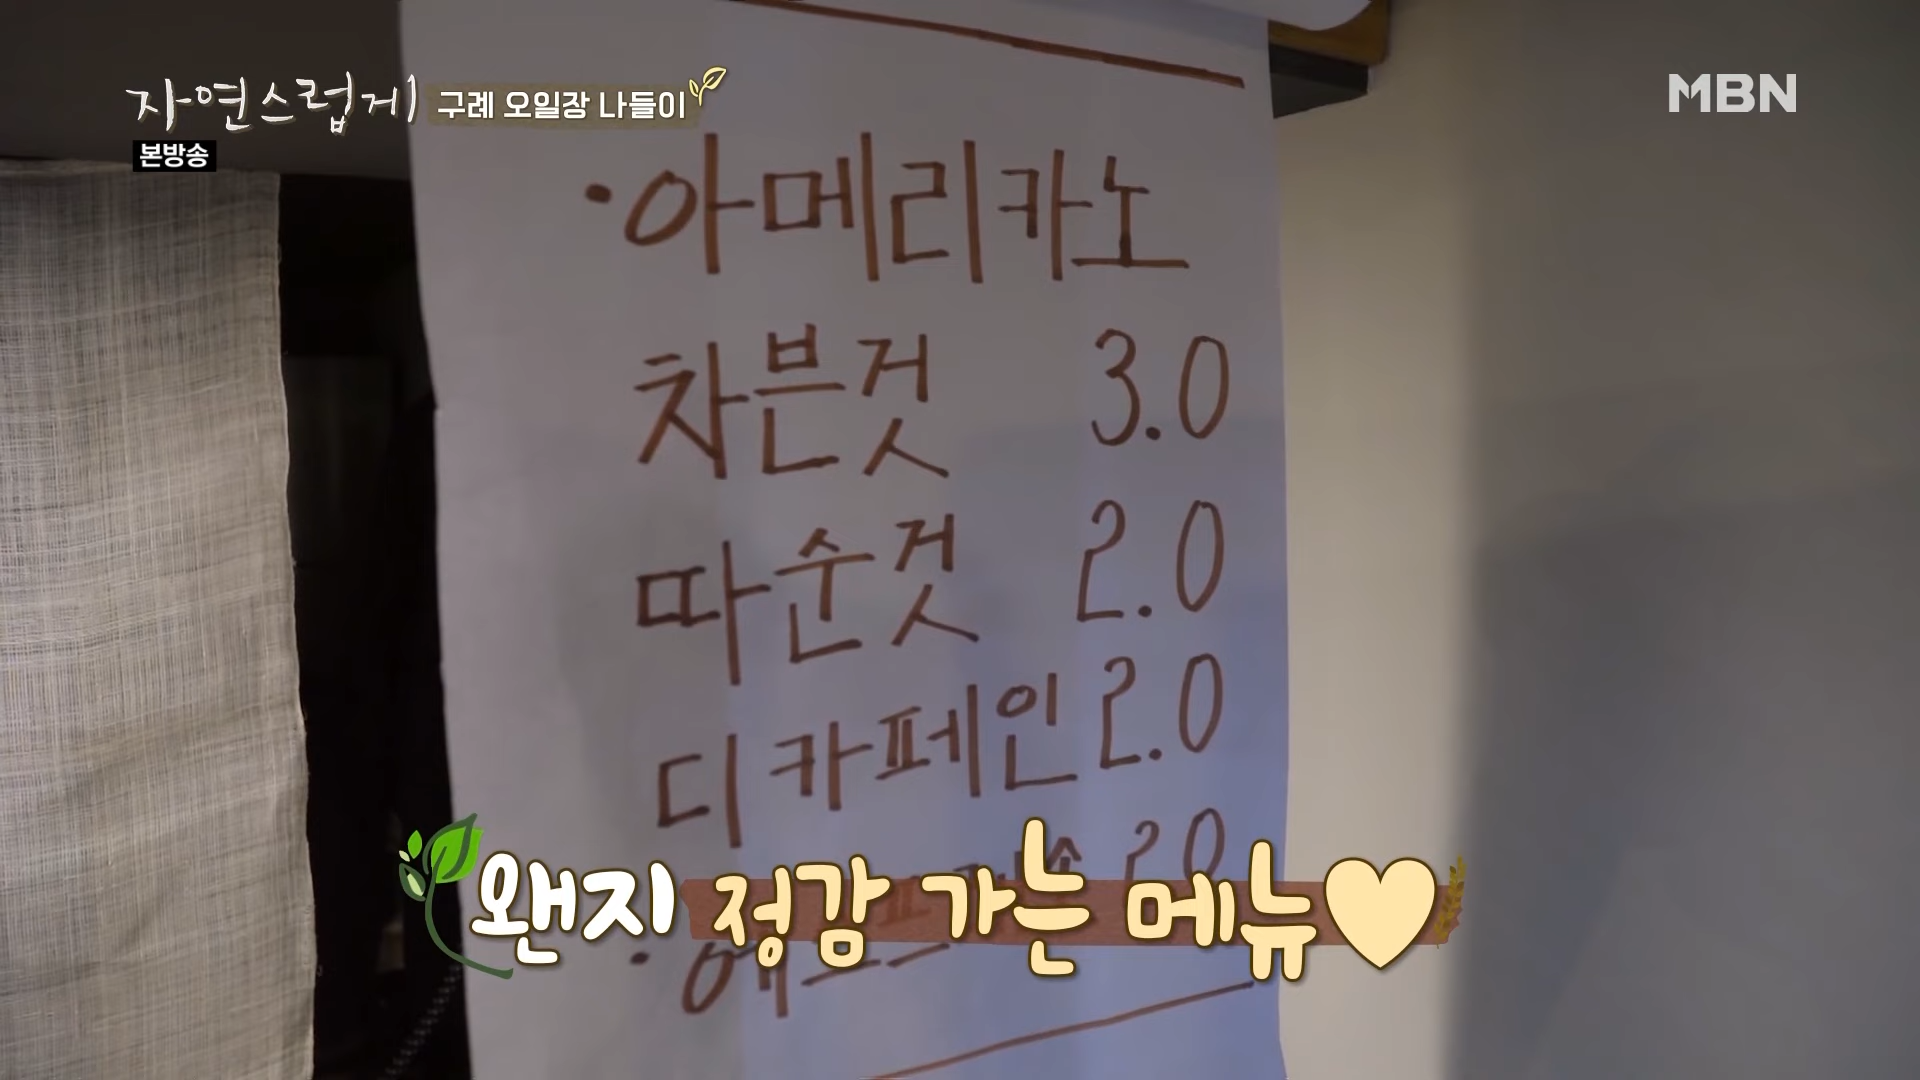 자연스럽게 구례 오일장 나들이
MBN
본방송
·아메리카노
차븐것 3.0
따순것 2.0
디카페인 2.0
2.0
왠지 정감 가는 메뉴♥